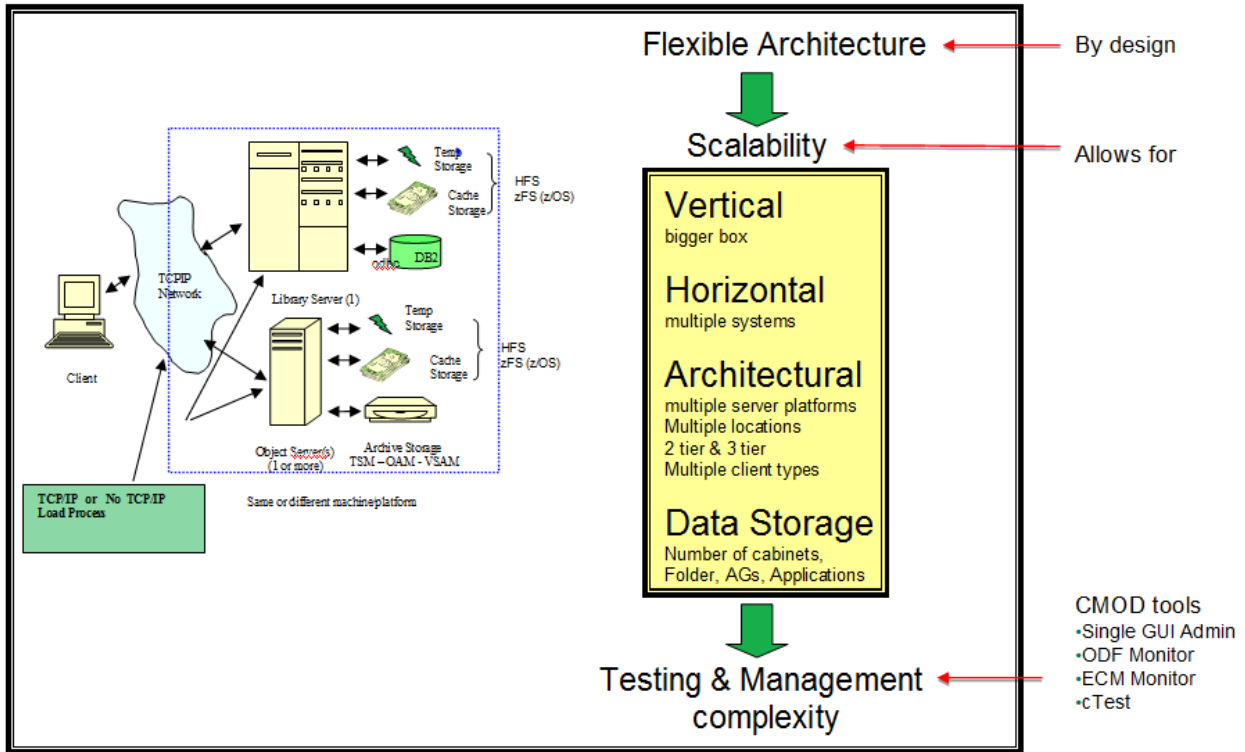 Flexible Architecture
By design
Scalability
Allows for
Vertical
bigger box
Horizontal
multiple systems
Architectural
multiple server platforms
Multiple locations
2 tier & 3 tier
Multiple client types
Data Storage
Number of cabinets,
Folder, AGs, Applications
Testing & Management
complexity
CMOD tools
•Single GUI Admin
•ODF Monitor
•ECM Monitor
•cTest
Temp
Storage
Cache
Storage
HFS
zFS (z/OS)
DB2
odbc
TCPIP
Network
Client
Library Server (1)
Temp
Storage
Cache
Storage
HFS
zFS (z/OS)
Object Server(s)
(1 or more)
Archive Storage
TSM – OAM - VSAM
Same or different machine/platform
TCP/IP or No TCP/IP
Load Process